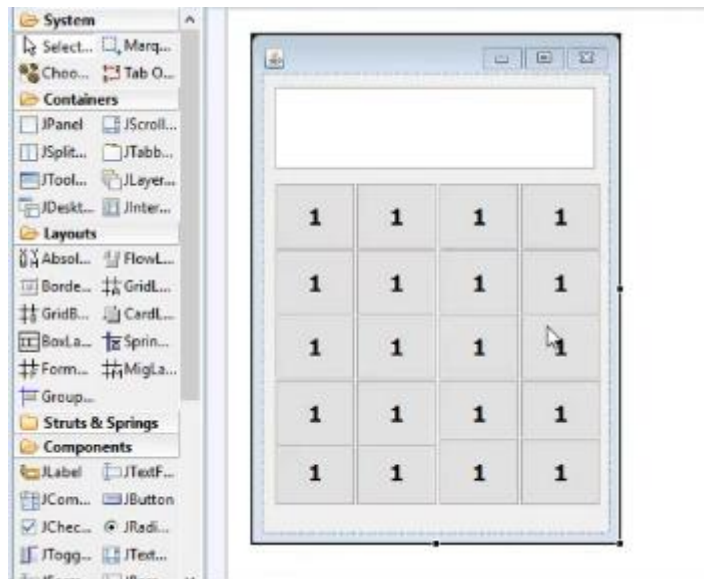 System
Select... Marq...
Choo... Tab O...
Containers
JPanel JScroll...
JSplit... JTabb...
JTool... JLayer...
JDeskt... JInter...
Layouts
Absol... FlowL...
Borde... GridL...
GridB... CardL...
BoxLa... Sprin...
Form... MigLa...
Group...
Struts & Springs
Components
JLabel JTextF...
JCom... JButton
JChec... JRadi...
JTogg... JText...
1 1 1 1
1 1 1 1
1 1 1 1
1 1 1 1
1 1 1 1